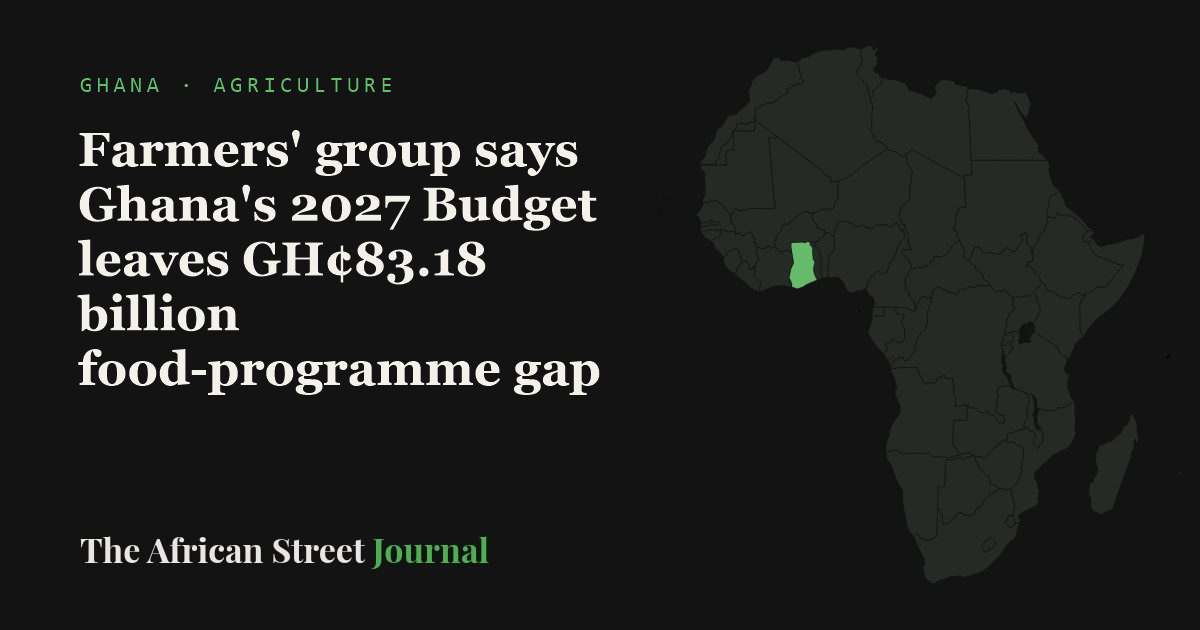 GHANA · AGRICULTURE
Farmers' group says
Ghana's 2027 Budget
leaves GH¢83.18
billion
food-programme gap
The African Street Journal